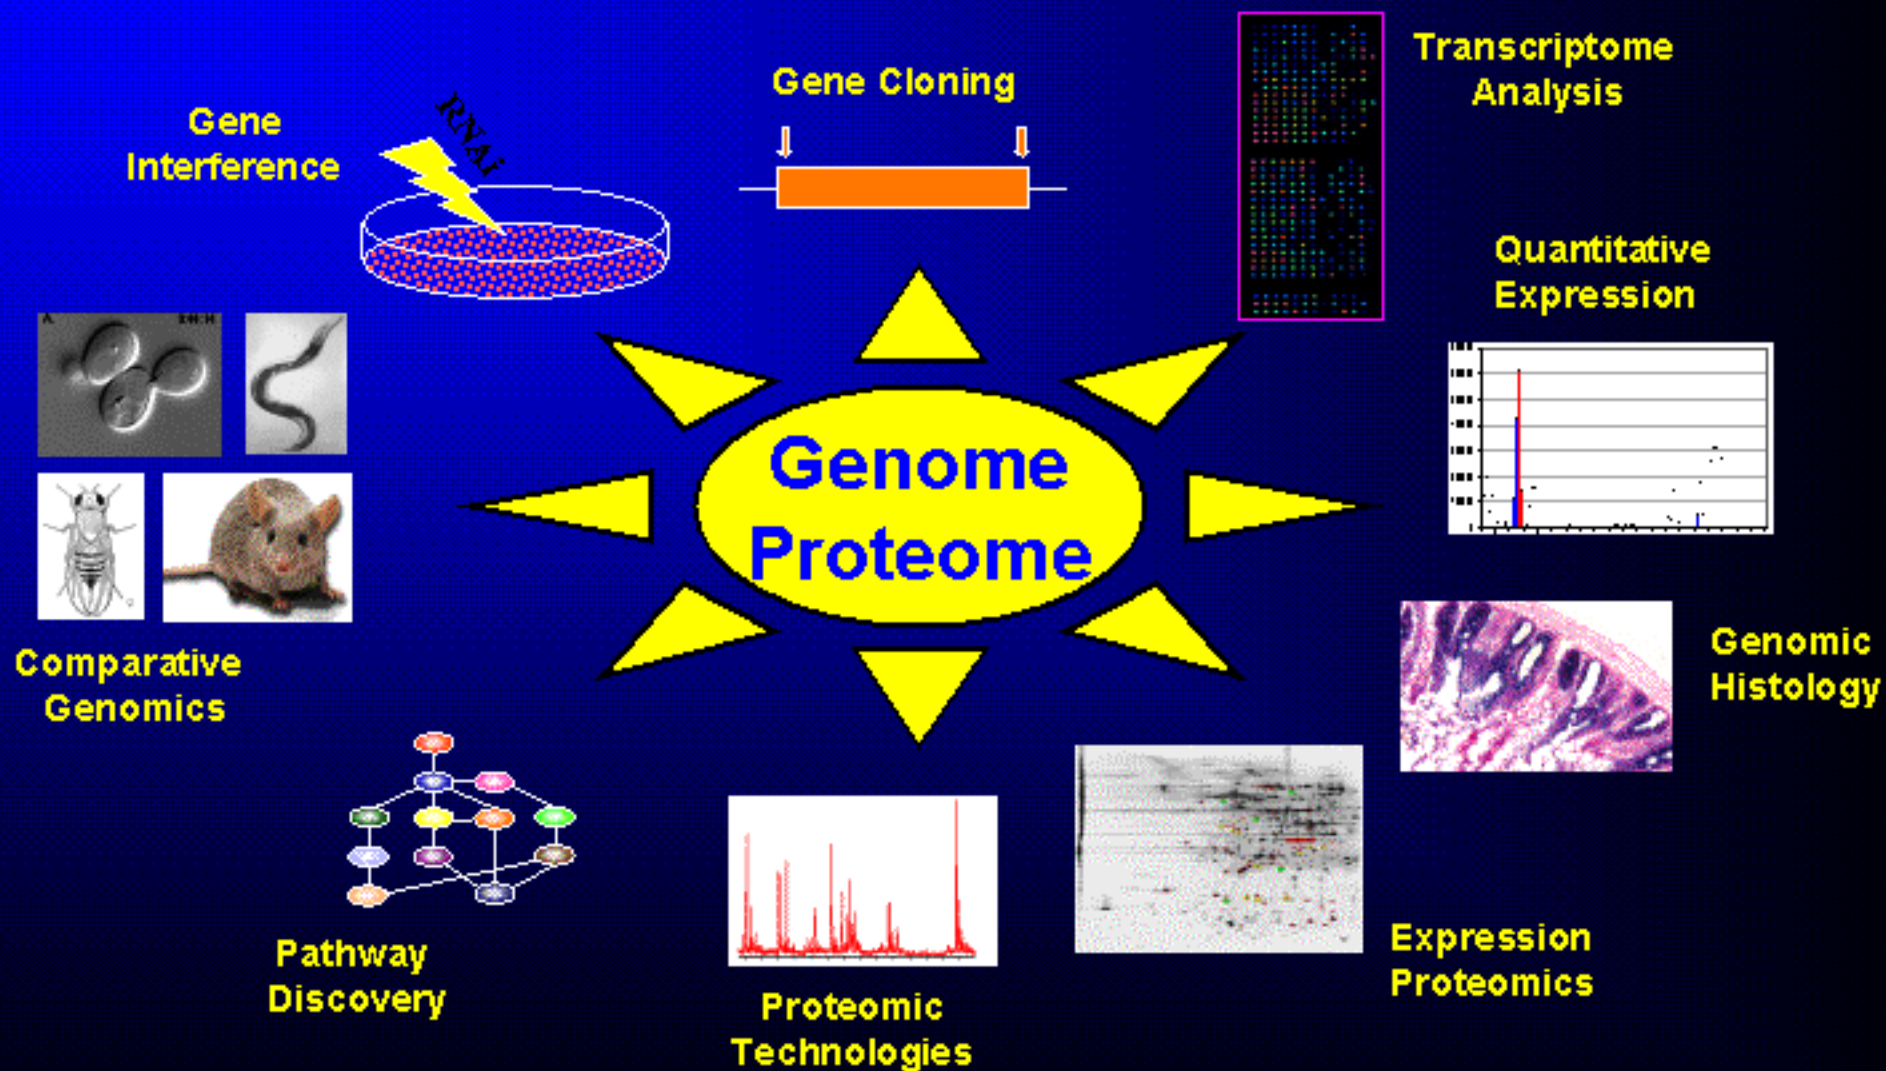 Gene Cloning
Transcriptome
Analysis
Gene
Interference
RNAi
Quantitative
Expression
Genome
Proteome
Comparative
Genomics
Genomic
Histology
Pathway
Discovery
Expression
Proteomics
Proteomic
Technologies